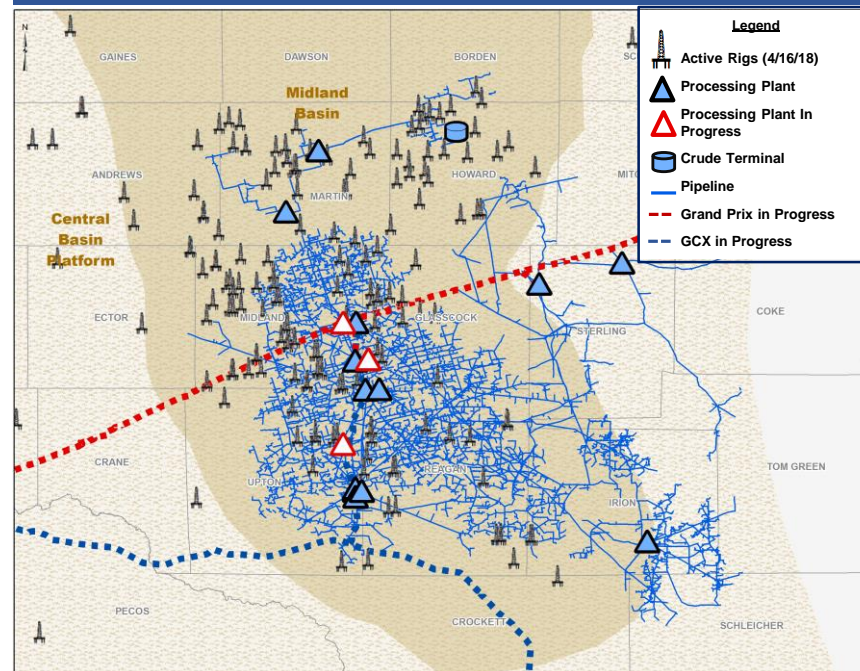 N
GAINES
DAWSON
BORDEN
Midland
Basin
ANDREWS
MARTIN
HOWARD
Central
Basin
Platform
ECTOR
MIDLAND
GLASSCOCK
STERLING
COKE
CRANE
UPTON
REAGAN
IRION
TOM GREEN
PECOS
CROCKETT
SCHLEICHER
Legend
Active Rigs (4/16/18)
Processing Plant
Processing Plant In
Progress
Crude Terminal
Pipeline
Grand Prix in Progress
GCX in Progress